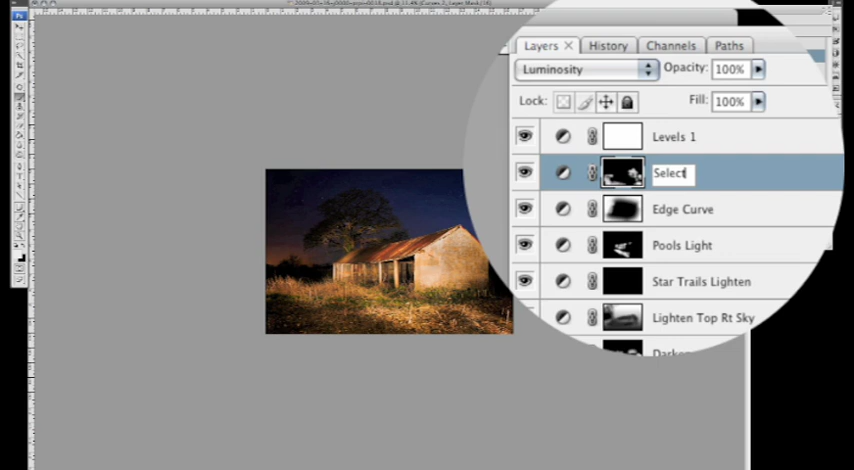 Ps
Layers × History Channels Paths
Luminosity Opacity: 100%
Lock: Fill: 100%
Levels 1
Select
Edge Curve
Pools Light
Star Trails Lighten
Lighten Top Rt Sky